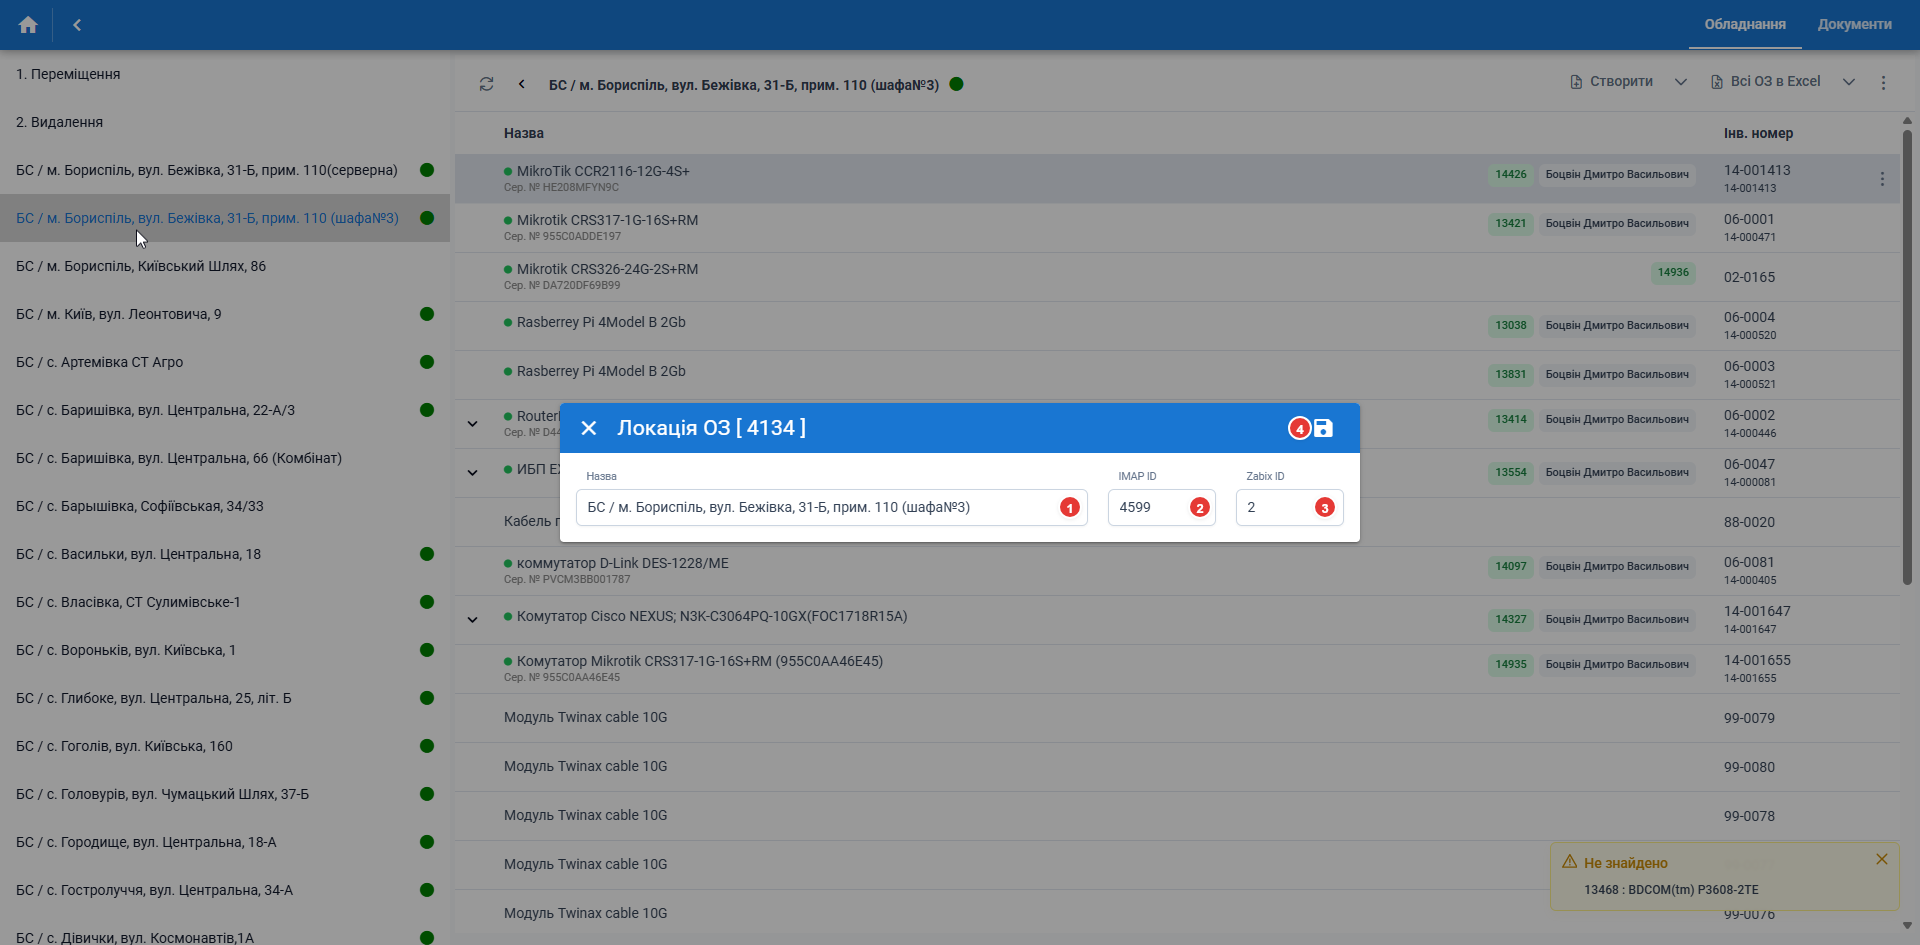 Обладнання
Документи
1. Переміщення
2. Видалення
БС / м. Бориспіль, вул. Бежівка, 31-Б, прим. 110(серверна)
БС / м. Бориспіль, вул. Бежівка, 31-Б, прим. 110 (шафа№3)
БС / м. Бориспіль, Київський Шлях, 86
БС / м. Київ, вул. Леонтовича, 9
БС / с. Артемівка СТ Агро
БС / с. Баришівка, вул. Центральна, 22-А/3
БС / с. Баришівка, вул. Центральна, 66 (Комбінат)
БС / с. Барышівка, Софіївськая, 34/33
БС / с. Васильки, вул. Центральна, 18
БС / с. Власівка, СТ Сулимівське-1
БС / с. Вороньків, вул. Київська, 1
БС / с. Глибоке, вул. Центральна, 25, літ. Б
БС / с. Гоголів, вул. Київська, 160
БС / с. Головурів, вул. Чумацький Шлях, 37-Б
БС / с. Городище, вул. Центральна, 18-А
БС / с. Гостролуччя, вул. Центральна, 34-А
БС / с. Дівички, вул. Космонавтів,1А
БС / м. Бориспіль, вул. Бежівка, 31-Б, прим. 110 (шафа№3)
Створити
Всі ОЗ в Excel
Назва
Інв. номер
MikroTik CCR2116-12G-4S+
Сер. № HE208MFYN9C
14426
Боцвін Дмитро Васильович
14-001413
14-001413
Mikrotik CRS317-1G-16S+RM
Сер. № 955C0ADDE197
13421
Боцвін Дмитро Васильович
06-0001
14-000471
Mikrotik CRS326-24G-2S+RM
Сер. № DA720DF69B99
14936
02-0165
Rasberrey Pi 4Model B 2Gb
13038
Боцвін Дмитро Васильович
06-0004
14-000520
Rasberrey Pi 4Model B 2Gb
13831
Боцвін Дмитро Васильович
06-0003
14-000521
Router
Сер. № D44
13414
Боцвін Дмитро Васильович
06-0002
14-000446
ИБП
13554
Боцвін Дмитро Васильович
06-0047
14-000081
Кабель
88-0020
Локація ОЗ [ 4134 ]
4
Назва
IMAP ID
Zabix ID
БС / м. Бориспіль, вул. Бежівка, 31-Б, прим. 110 (шафа№3)
1
4599
2
2
3
коммутатор D-Link DES-1228/ME
Сер. № PVCM3BB001787
14097
Боцвін Дмитро Васильович
06-0081
14-000405
Комутатор Cisco NEXUS; N3K-C3064PQ-10GX(FOC1718R15A)
14327
Боцвін Дмитро Васильович
14-001647
14-001647
Комутатор Mikrotik CRS317-1G-16S+RM (955C0AA46E45)
Сер. № 955C0AA46E45
14935
Боцвін Дмитро Васильович
14-001655
14-001655
Модуль Twinax cable 10G
99-0079
Модуль Twinax cable 10G
99-0080
Модуль Twinax cable 10G
99-0078
Модуль Twinax cable 10G
Модуль Twinax cable 10G
99-0076
Не знайдено
13468 : BDCOM(tm) P3608-2TE